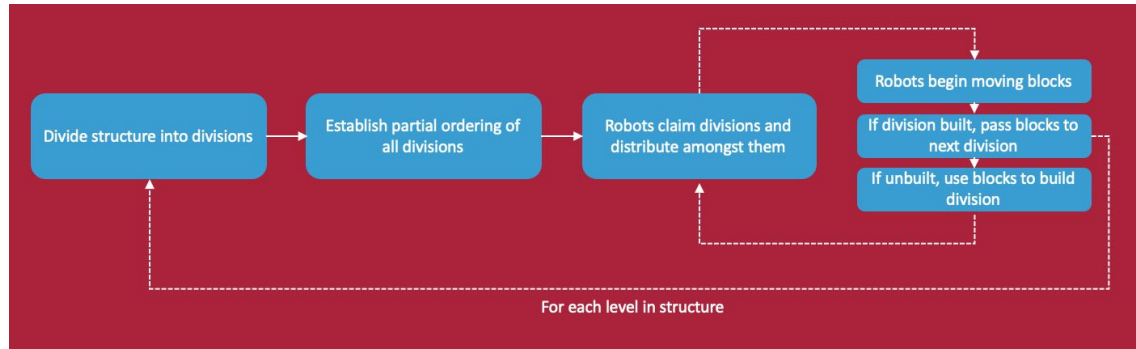 Divide structure into divisions
Establish partial ordering of
all divisions
Robots claim divisions and
distribute amongst them
Robots begin moving blocks
If division built, pass blocks to
next division
If unbuilt, use blocks to build
division
For each level in structure